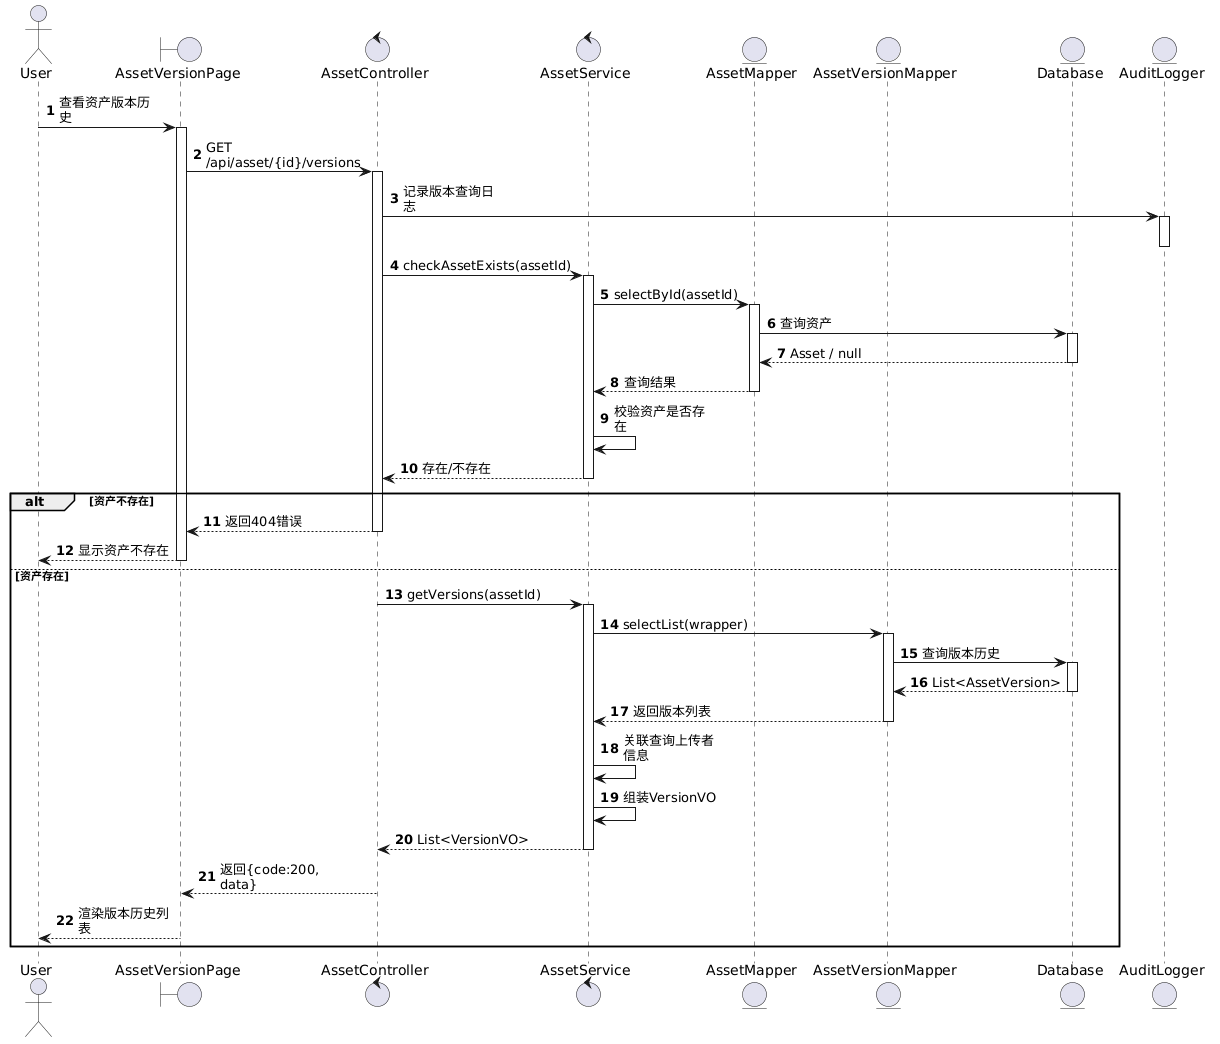 User
AssetVersionPage
AssetController
AssetService
AssetMapper
AssetVersionMapper
Database
AuditLogger
1 查看资产版本历
史
2 GET
/api/asset/{id}/versions
3 记录版本查询日
志
4 checkAssetExists(assetId)
5 selectById(assetId)
6 查询资产
7 Asset / null
8 查询结果
9 校验资产是否存
在
10 存在/不存在
alt [资产不存在]
11 返回404错误
12 显示资产不存在
[资产存在]
13 getVersions(assetId)
14 selectList(wrapper)
15 查询版本历史
16 List<AssetVersion>
17 返回版本列表
18 关联查询上传者
信息
19 组装VersionVO
20 List<VersionVO>
21 返回{code:200,
data}
22 渲染版本历史列
表
User
AssetVersionPage
AssetController
AssetService
AssetMapper
AssetVersionMapper
Database
AuditLogger